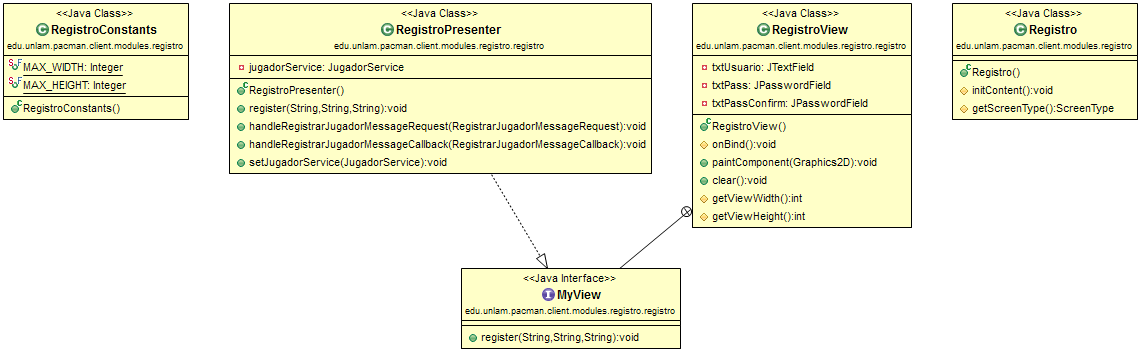 <<Java Class>>
RegistroConstants
edu.unlam.pacman.client.modules.registro
MAX_WIDTH: Integer
MAX_HEIGHT: Integer
RegistroConstants()
<<Java Class>>
RegistroPresenter
edu.unlam.pacman.client.modules.registro.registro
jugadorService: JugadorService
RegistroPresenter()
register(String,String,String):void
handleRegistrarJugadorMessageRequest(RegistrarJugadorMessageRequest):void
handleRegistrarJugadorMessageCallback(RegistrarJugadorMessageCallback):void
setJugadorService(JugadorService):void
<<Java Class>>
RegistroView
edu.unlam.pacman.client.modules.registro.registro
txtUsuario: JTextField
txtPass: JPasswordField
txtPassConfirm: JPasswordField
RegistroView()
onBind():void
paintComponent(Graphics2D):void
clear():void
getViewWidth():int
getViewHeight():int
<<Java Class>>
Registro
edu.unlam.pacman.client.modules.registro
Registro()
initContent():void
getScreenType():ScreenType
<<Java Interface>>
MyView
edu.unlam.pacman.client.modules.registro.registro
register(String,String,String):void